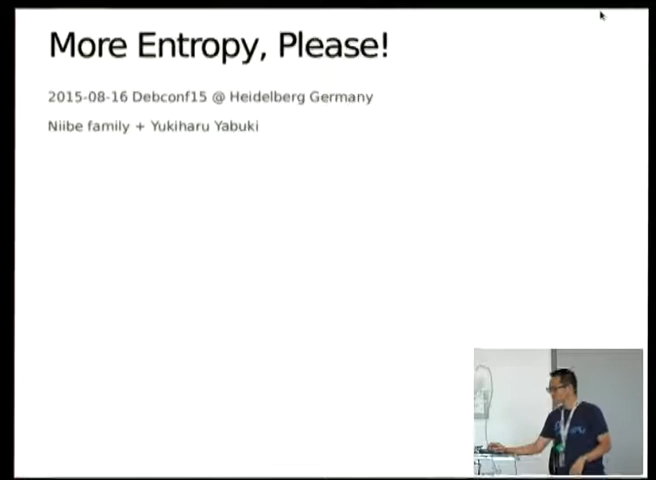 More Entropy, Please!
2015-08-16 Debconf15 @ Heidelberg Germany
Niibe family + Yukiharu Yabuki